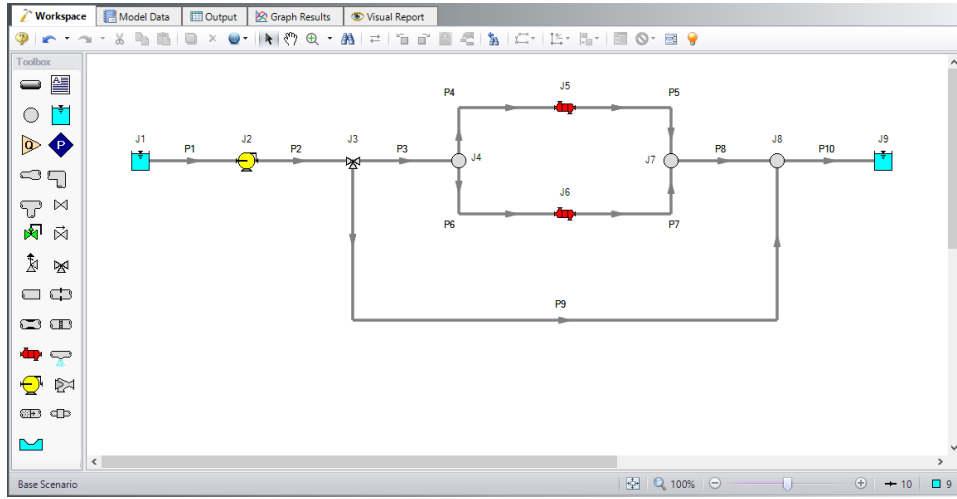 Workspace Model Data Output Graph Results Visual Report
Toolbox
A
Q P
J1 P1 J2 P2 J3 P3 J4
P4 J5 P5
J7 P8 J8 P10 J9
J6
P6 P7
P9
Base Scenario 100% 10 9